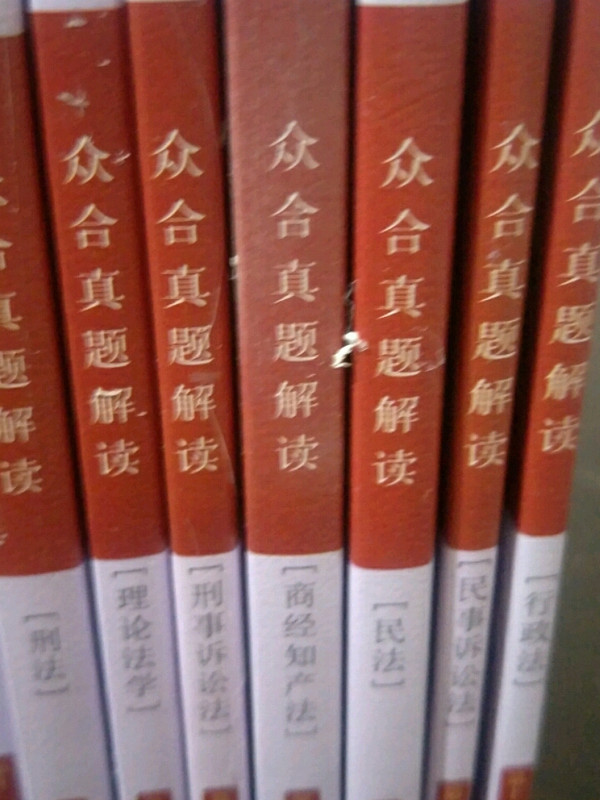 众合真题解读
[刑法]
众合真题解读
[理论法学]
众合真题解读
[刑事诉讼法]
众合真题解读
[商经知产法]
众合真题解读
[民法]
众合真题解读
[民事诉讼法]
众合真题解读
[行政法]